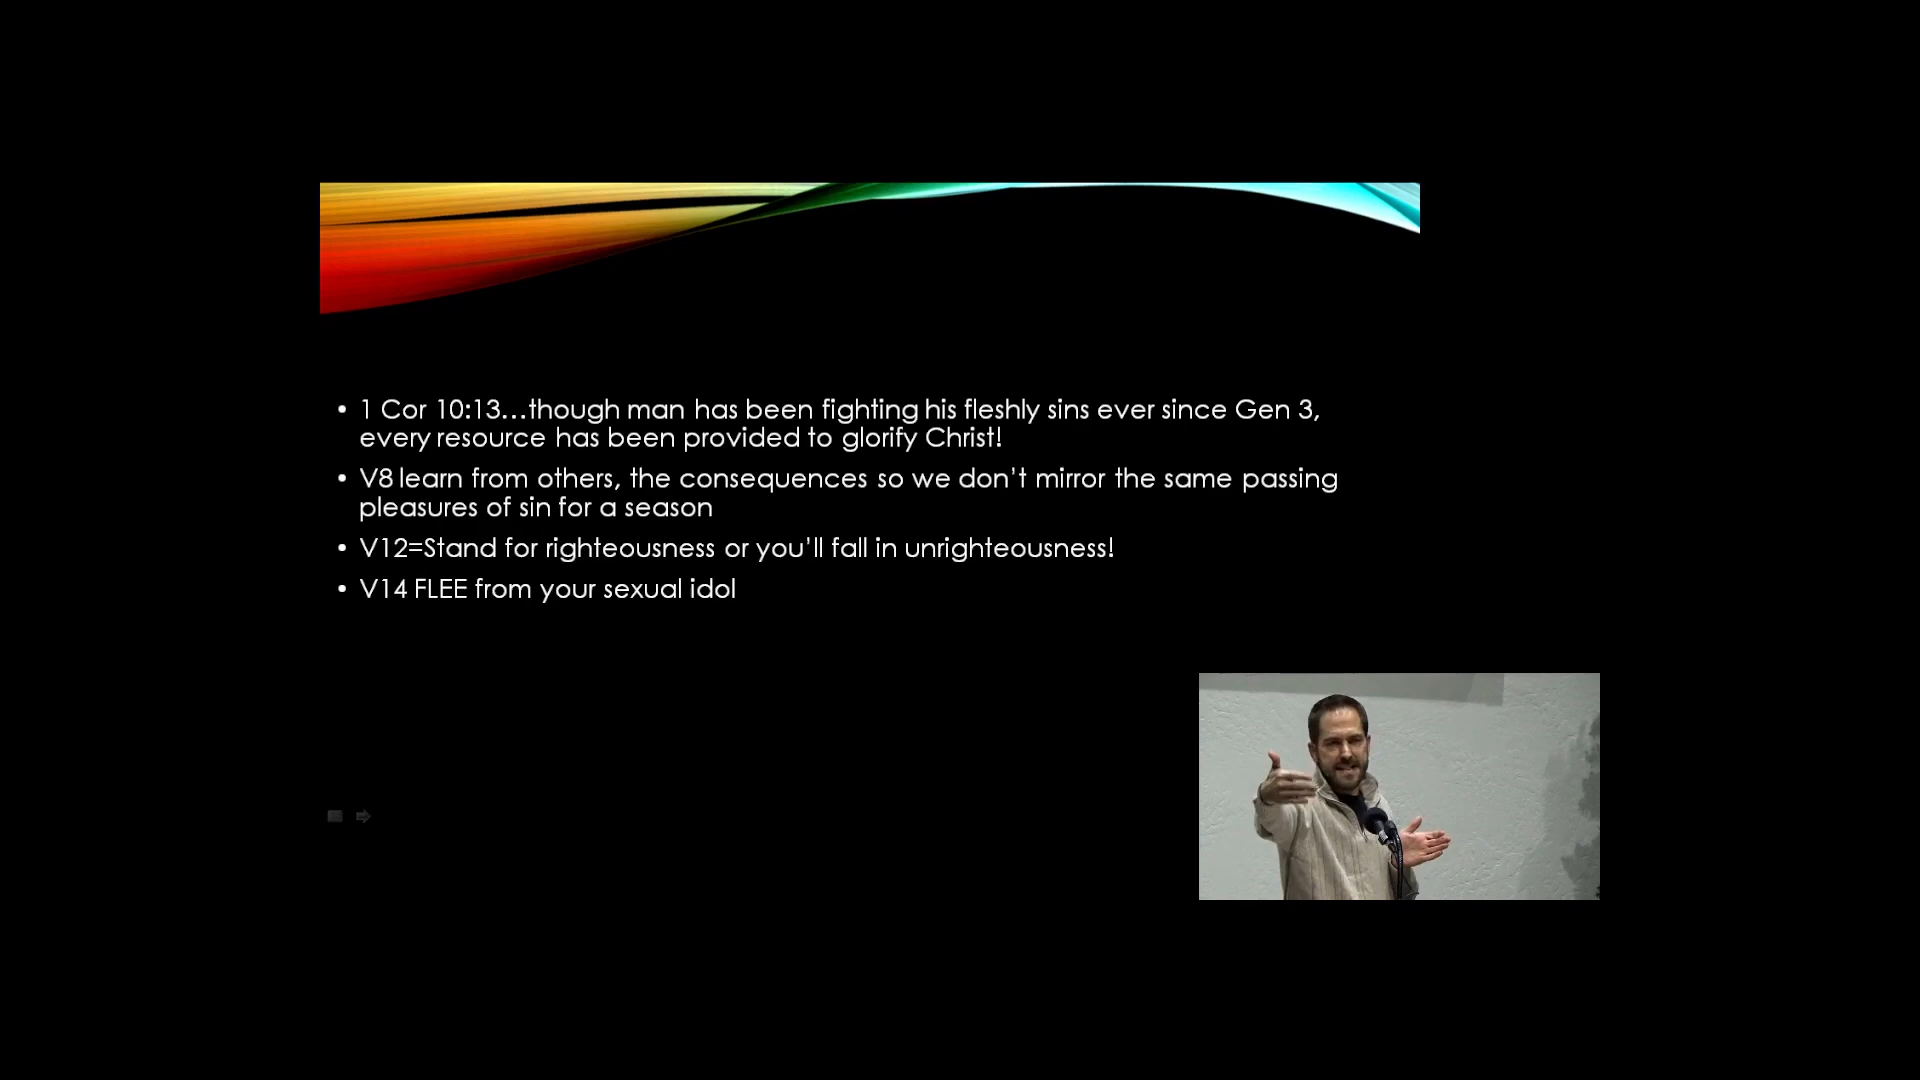 • 1 Cor 10:13…though man has been fighting his fleshly sins ever since Gen 3,
every resource has been provided to glorify Christ!
• V8 learn from others, the consequences so we don't mirror the same passing
pleasures of sin for a season
• V12=Stand for righteousness or you'll fall in unrighteousness!
• V14 FLEE from your sexual idol